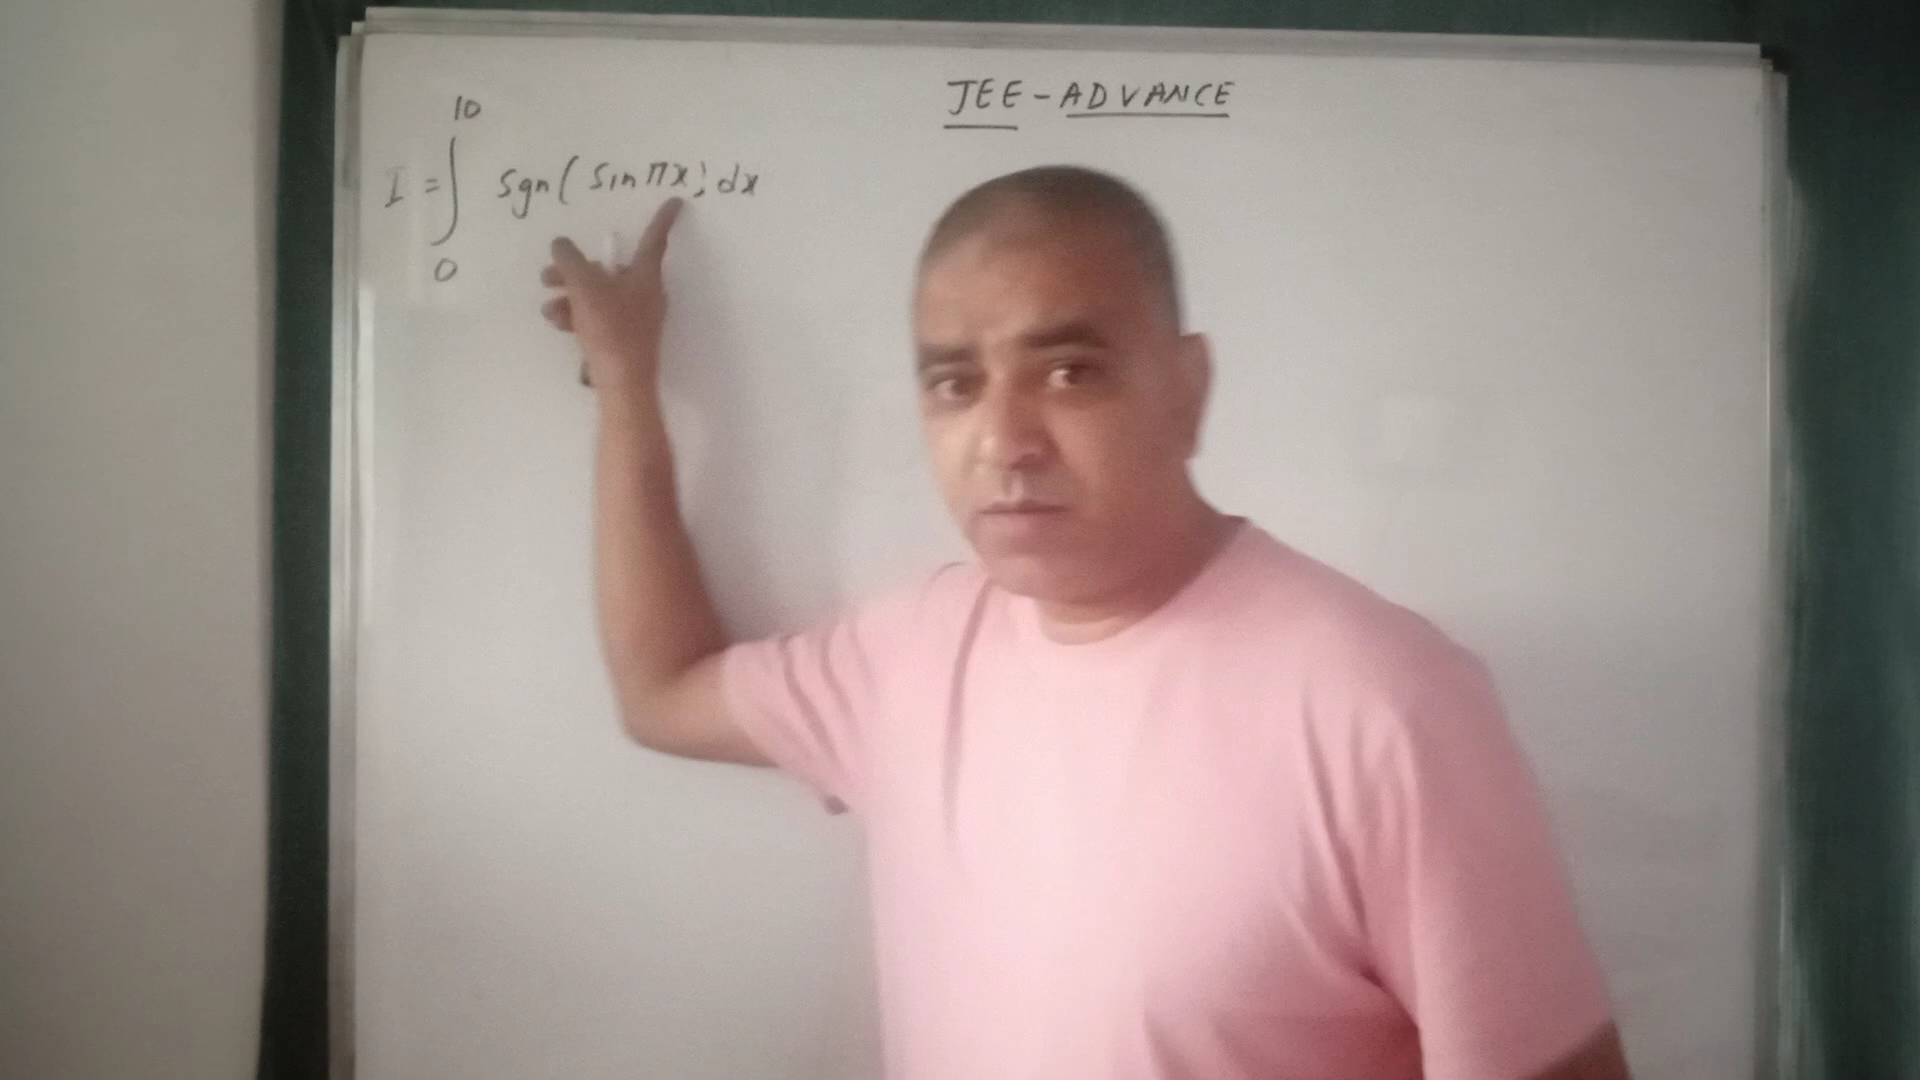 JEE - ADVANCE
10
I = ∫ sgn( sin πx) dx
0